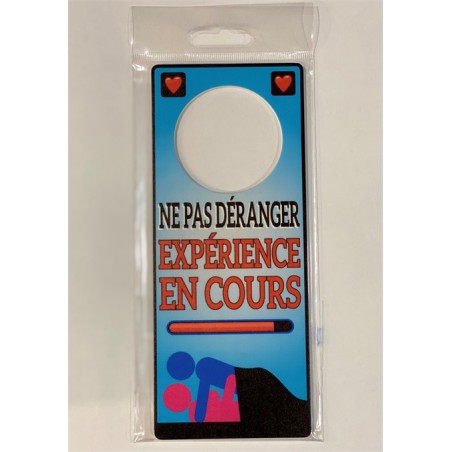 NE PAS DÉRANGER
EXPÉRIENCE
EN COURS